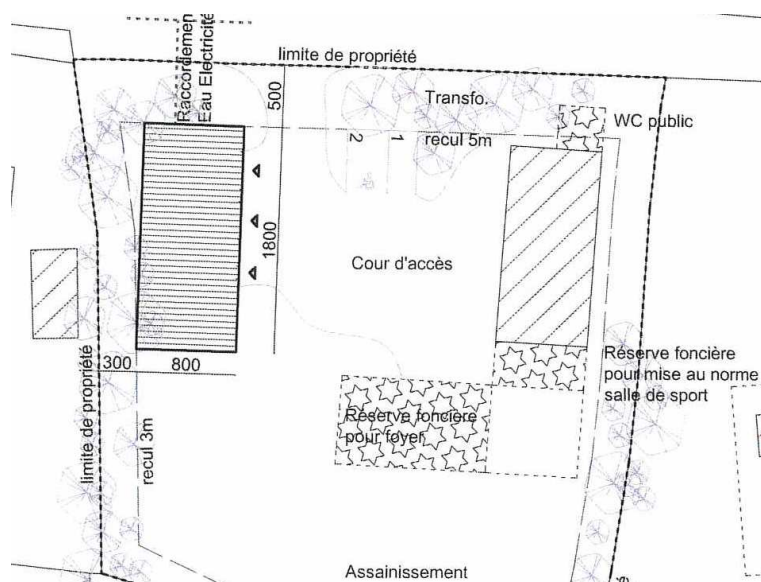 Raccordement
Eau Electricité
limite de propriété
500
Transfo.
WC public
2
1
recul 5m
1800
Cour d'accès
300
800
limite de propriété
recul 3m
Réserve foncière
pour mise au norme
salle de sport
Réserve foncière
pour foyer
Assainissement